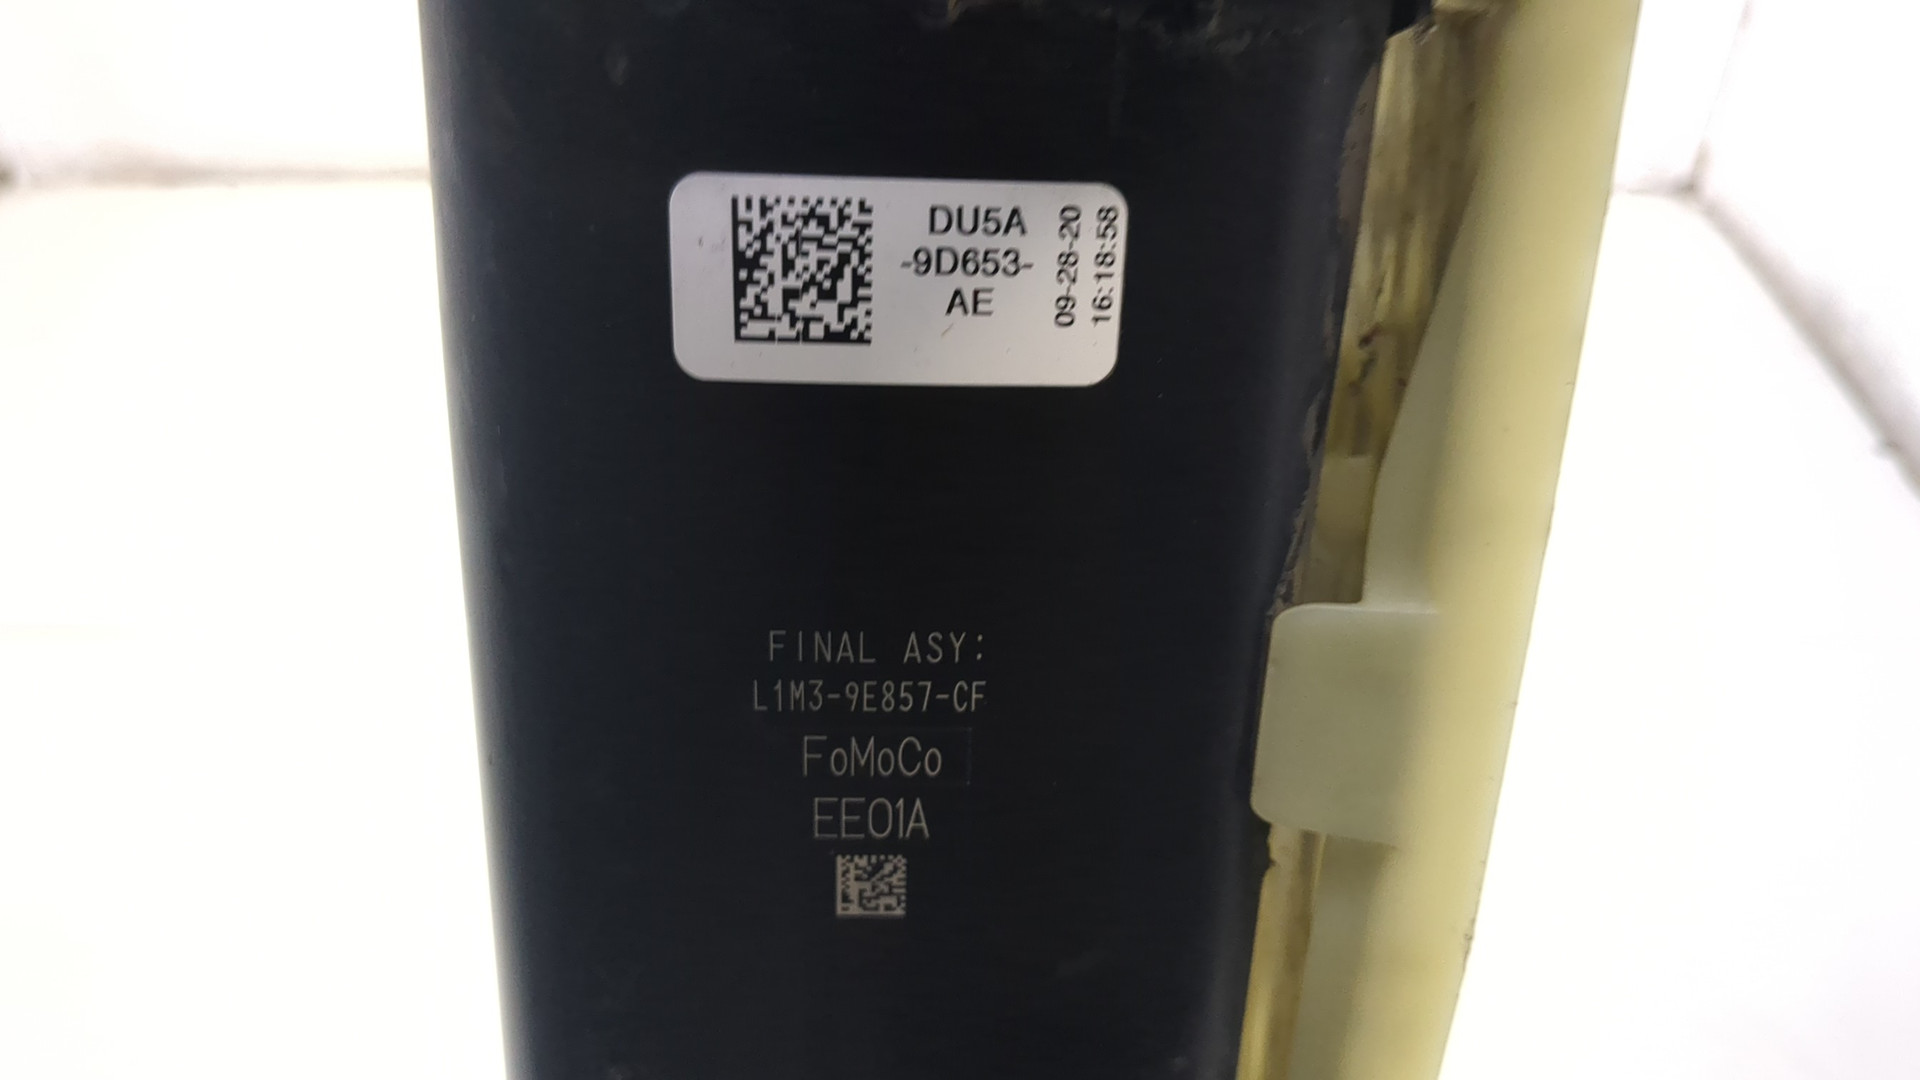 DU5A
-9D653-
AE
09-28-20
16:18:58
FINAL ASY:
L1M3-9E857-CF
FoMoCo
EE01A